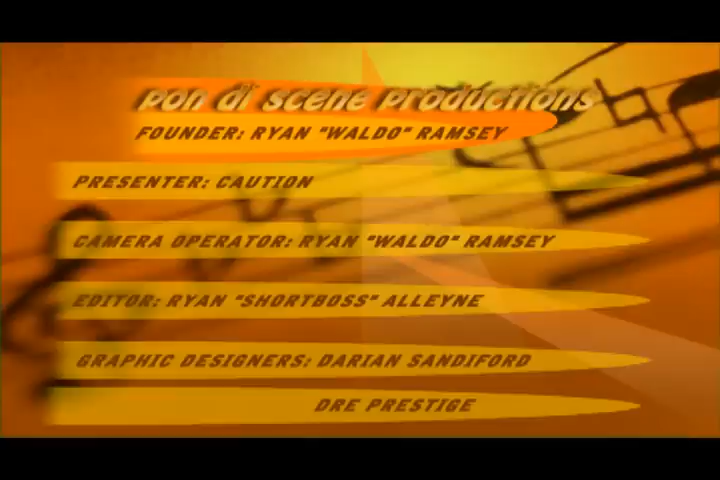 pon di scene productions
FOUNDER: RYAN "WALDO" RAMSEY
PRESENTER: CAUTION
CAMERA OPERATOR: RYAN "WALDO" RAMSEY
EDITOR: RYAN "SHORTBOSS" ALLEYNE
GRAPHIC DESIGNERS: DARIAN SANDIFORD
DRE PRESTIGE